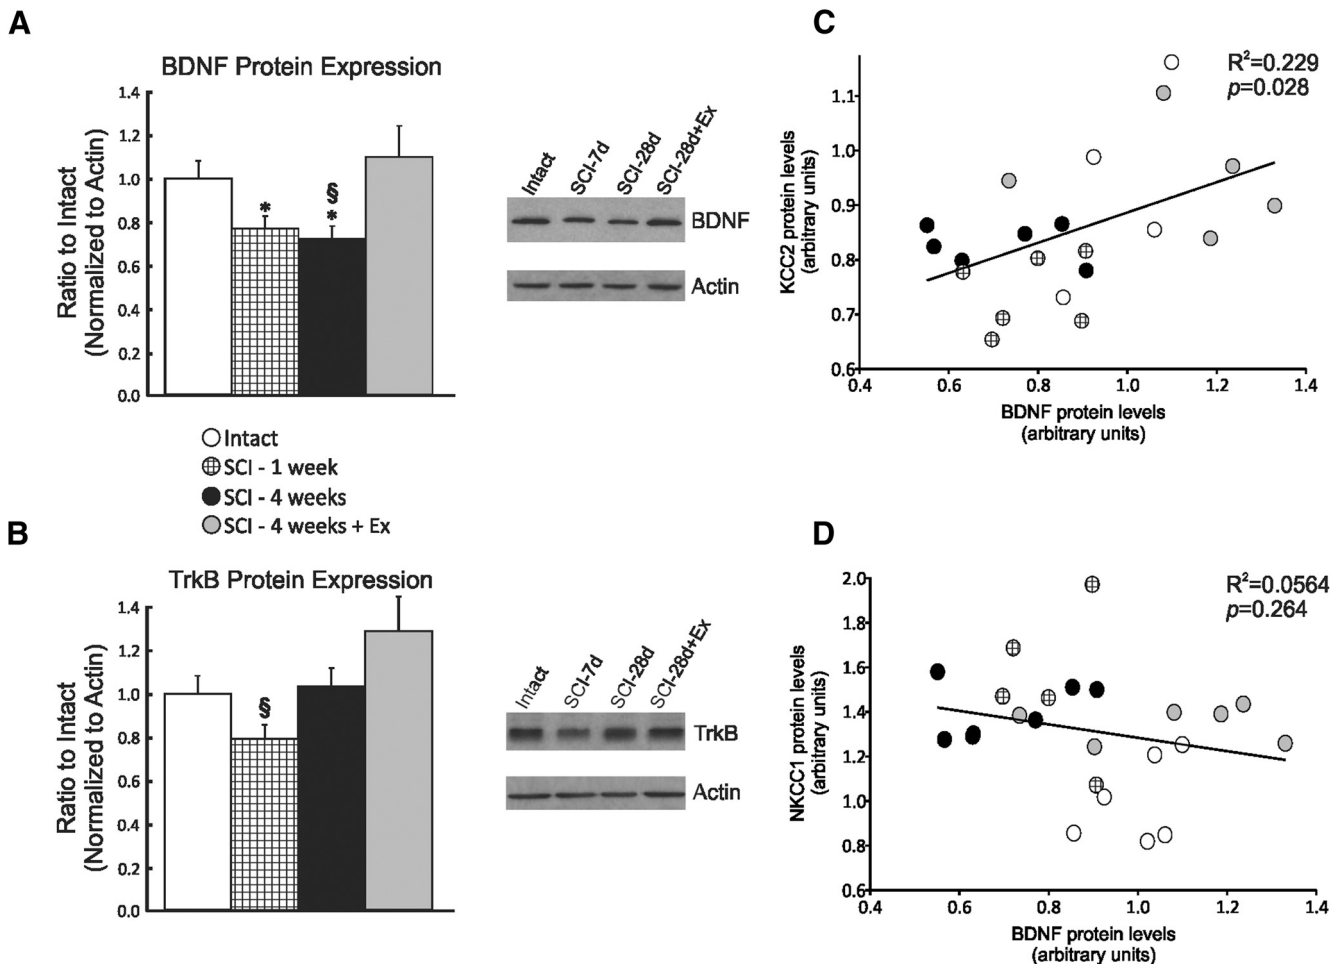 A
BDNF Protein Expression
Ratio to Intact
(Normalized to Actin)
1.4
1.2
1.0
0.8
0.6
0.4
0.2
0.0
*
§
*
Intact
SCI-7d
SCI-28d
SCI-28d+Ex
BDNF
Actin
Intact
SCI - 1 week
SCI - 4 weeks
SCI - 4 weeks + Ex
B
TrkB Protein Expression
Ratio to Intact
(Normalized to Actin)
1.4
1.2
1.0
0.8
0.6
0.4
0.2
0.0
§
Intact
SCI-7d
SCI-28d
SCI-28d+Ex
TrkB
Actin
C
R²=0.229
p=0.028
KCC2 protein levels
(arbitrary units)
1.1
1.0
0.9
0.8
0.7
0.6
0.4 0.6 0.8 1.0 1.2 1.4
BDNF protein levels
(arbitrary units)
D
R²=0.0564
p=0.264
NKCC1 protein levels
(arbitrary units)
2.0
1.8
1.6
1.4
1.2
1.0
0.8
0.6
0.4 0.6 0.8 1.0 1.2 1.4
BDNF protein levels
(arbitrary units)